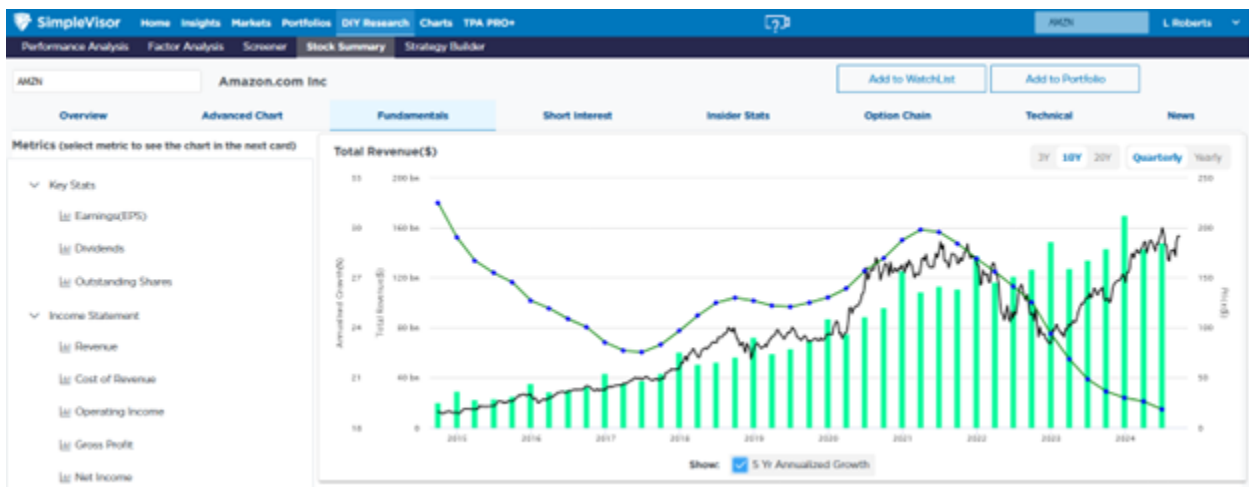 SimpleVisor Home Insights Markets Portfolios DIY Research Charts TPA PRO+ AMZN L Roberts
Performance Analysis Factor Analysis Screener Stock Summary Strategy Builder
AMZN Amazon.com Inc Add to WatchList Add to Portfolio
Overview Advanced Chart Fundamentals Short Interest Insider Stats Option Chain Technical News
Metrics (select metric to see the chart in the next card)
Key Stats
Earnings(EPS)
Dividends
Outstanding Shares
Income Statement
Revenue
Cost of Revenue
Operating Income
Gross Profit
Net Income
Total Revenue($)
3Y 10Y 20Y Quarterly Yearly
33 200 bn 250
30 160 bn 200
27 120 bn 150
24 80 bn 100
21 40 bn 50
18 0 0
Annualized Growth(%)
Total Revenue($)
Price($)
2015 2016 2017 2018 2019 2020 2021 2022 2023 2024
Show: 5 Yr Annualized Growth